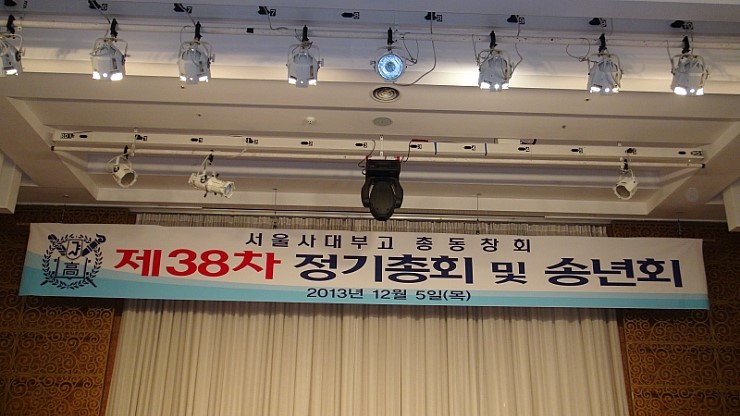 서울사대부고 총동창회
제38차 정기총회 및 송년회
2013년 12월 5일(목)
高